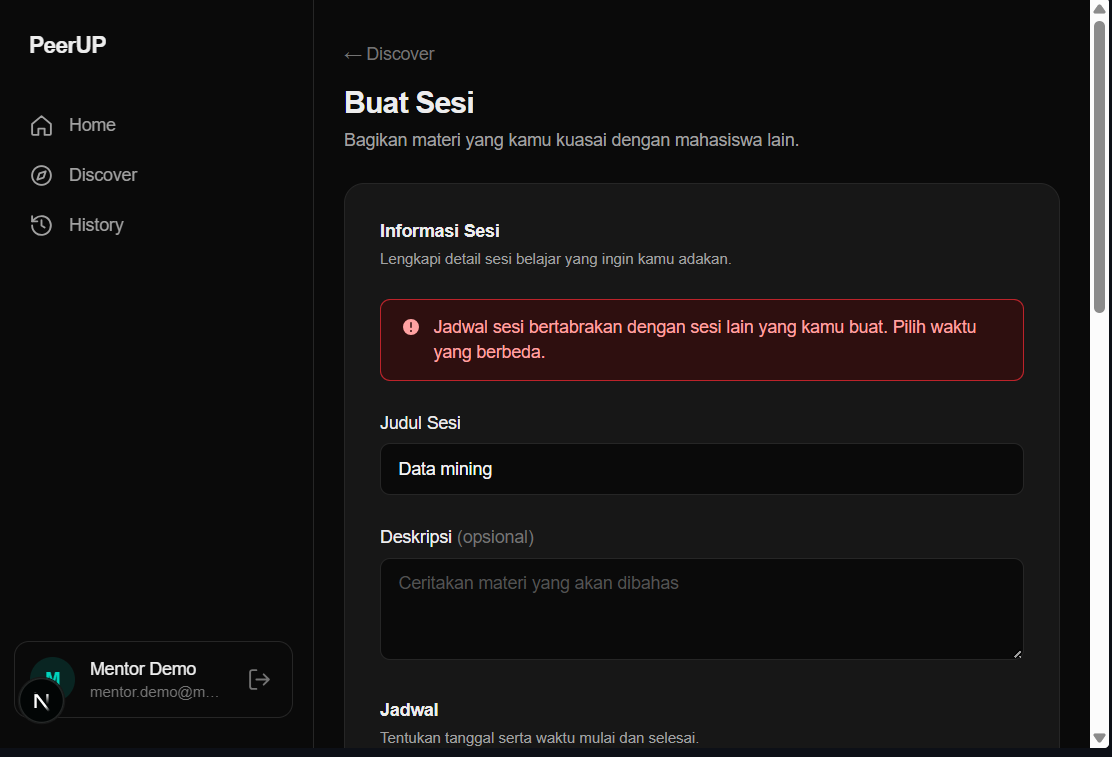 PeerUP
Home
Discover
History
← Discover
Buat Sesi
Bagikan materi yang kamu kuasai dengan mahasiswa lain.
Informasi Sesi
Lengkapi detail sesi belajar yang ingin kamu adakan.
Jadwal sesi bertabrakan dengan sesi lain yang kamu buat. Pilih waktu
yang berbeda.
Judul Sesi
Data mining
Deskripsi (opsional)
Ceritakan materi yang akan dibahas
Jadwal
Tentukan tanggal serta waktu mulai dan selesai.
M
N
Mentor Demo
mentor.demo@m...